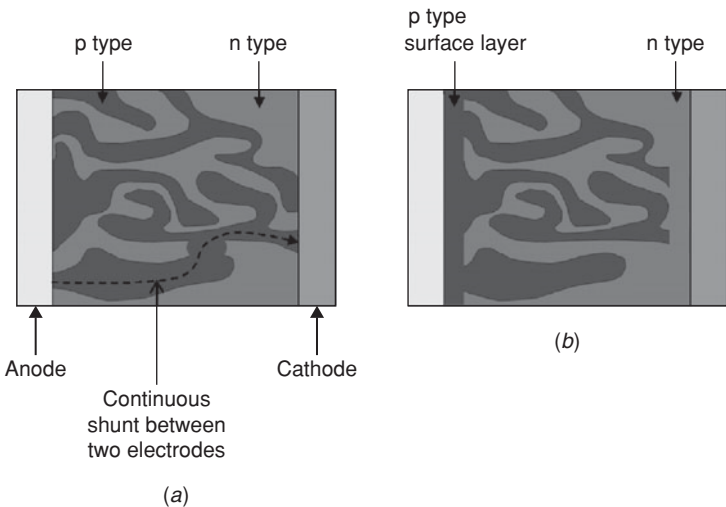 p type
n type
Anode
Cathode
Continuous
shunt between
two electrodes
(a)
p type
surface layer
n type
(b)